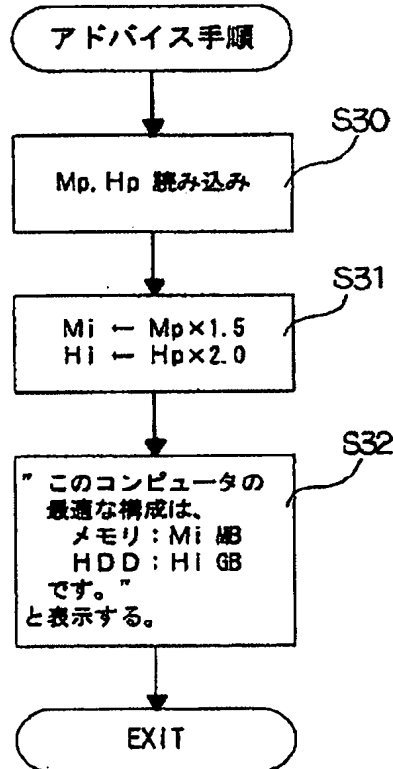 アドバイス手順
S30
Mp, Hp 読み込み
S31
Mi ← Mp×1.5
Hi ← Hp×2.0
S32
" このコンピュータの
最適な構成は、
メモリ：Mi MB
HDD：Hi GB
です。"
と表示する。
EXIT